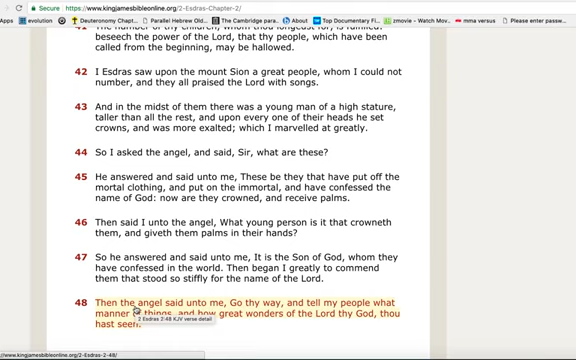 Secure https://www.kingjamesbibleonline.org/2-Esdras-Chapter-2/
Apps evolution Deuteronomy Chapt Parallel Hebrew Old The Cambridge para About Top Documentary Fi zmovie - Watch Mov mma versus Please enter passw
beseech the power of the Lord, that thy people, which have been
called from the beginning, may be hallowed.
42 I Esdras saw upon the mount Sion a great people, whom I could not
number, and they all praised the Lord with songs.
43 And in the midst of them there was a young man of a high stature,
taller than all the rest, and upon every one of their heads he set
crowns, and was more exalted; which I marvelled at greatly.
44 So I asked the angel, and said, Sir, what are these?
45 He answered and said unto me, These be they that have put off the
mortal clothing, and put on the immortal, and have confessed the
name of God: now are they crowned, and receive palms.
46 Then said I unto the angel, What young person is it that crowneth
them, and giveth them palms in their hands?
47 So he answered and said unto me, It is the Son of God, whom they
have confessed in the world. Then began I greatly to commend
them that stood so stiffly for the name of the Lord.
48 Then the angel said unto me, Go thy way, and tell my people what
manner things, and how great wonders of the Lord thy God, thou
hast seen.
2 Esdras 2:48 KJV verse detail
https://www.kingjamesbibleonline.org/2-Esdras-2-48/